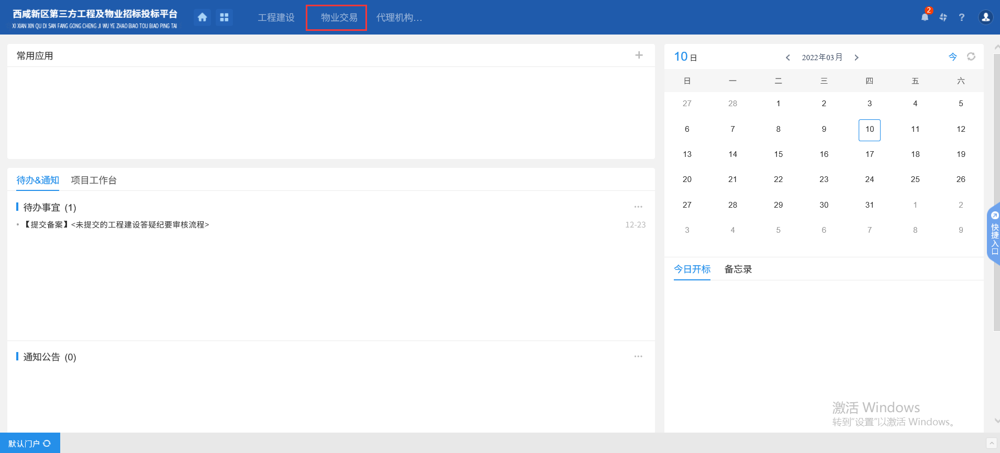 西咸新区第三方工程及物业招标投标平台
XI XIAN XIN QU DI SAN FANG GONG CHENG JI WU YE ZHAO BIAO TOU BIAO PING TAI
工程建设 物业交易 代理机构...
2
?
常用应用
10 日 2022年03月 今
日 一 二 三 四 五 六
27 28 1 2 3 4 5
6 7 8 9 10 11 12
13 14 15 16 17 18 19
20 21 22 23 24 25 26
27 28 29 30 31 1 2
3 4 5 6 7 8 9
待办&通知 项目工作台
待办事宜 (1)
【提交备案】<未提交的工程建设答疑纪要审核流程> 12-23
通知公告 (0)
今日开标 备忘录
快捷入口
激活 Windows
转到“设置”以激活 Windows。
默认门户